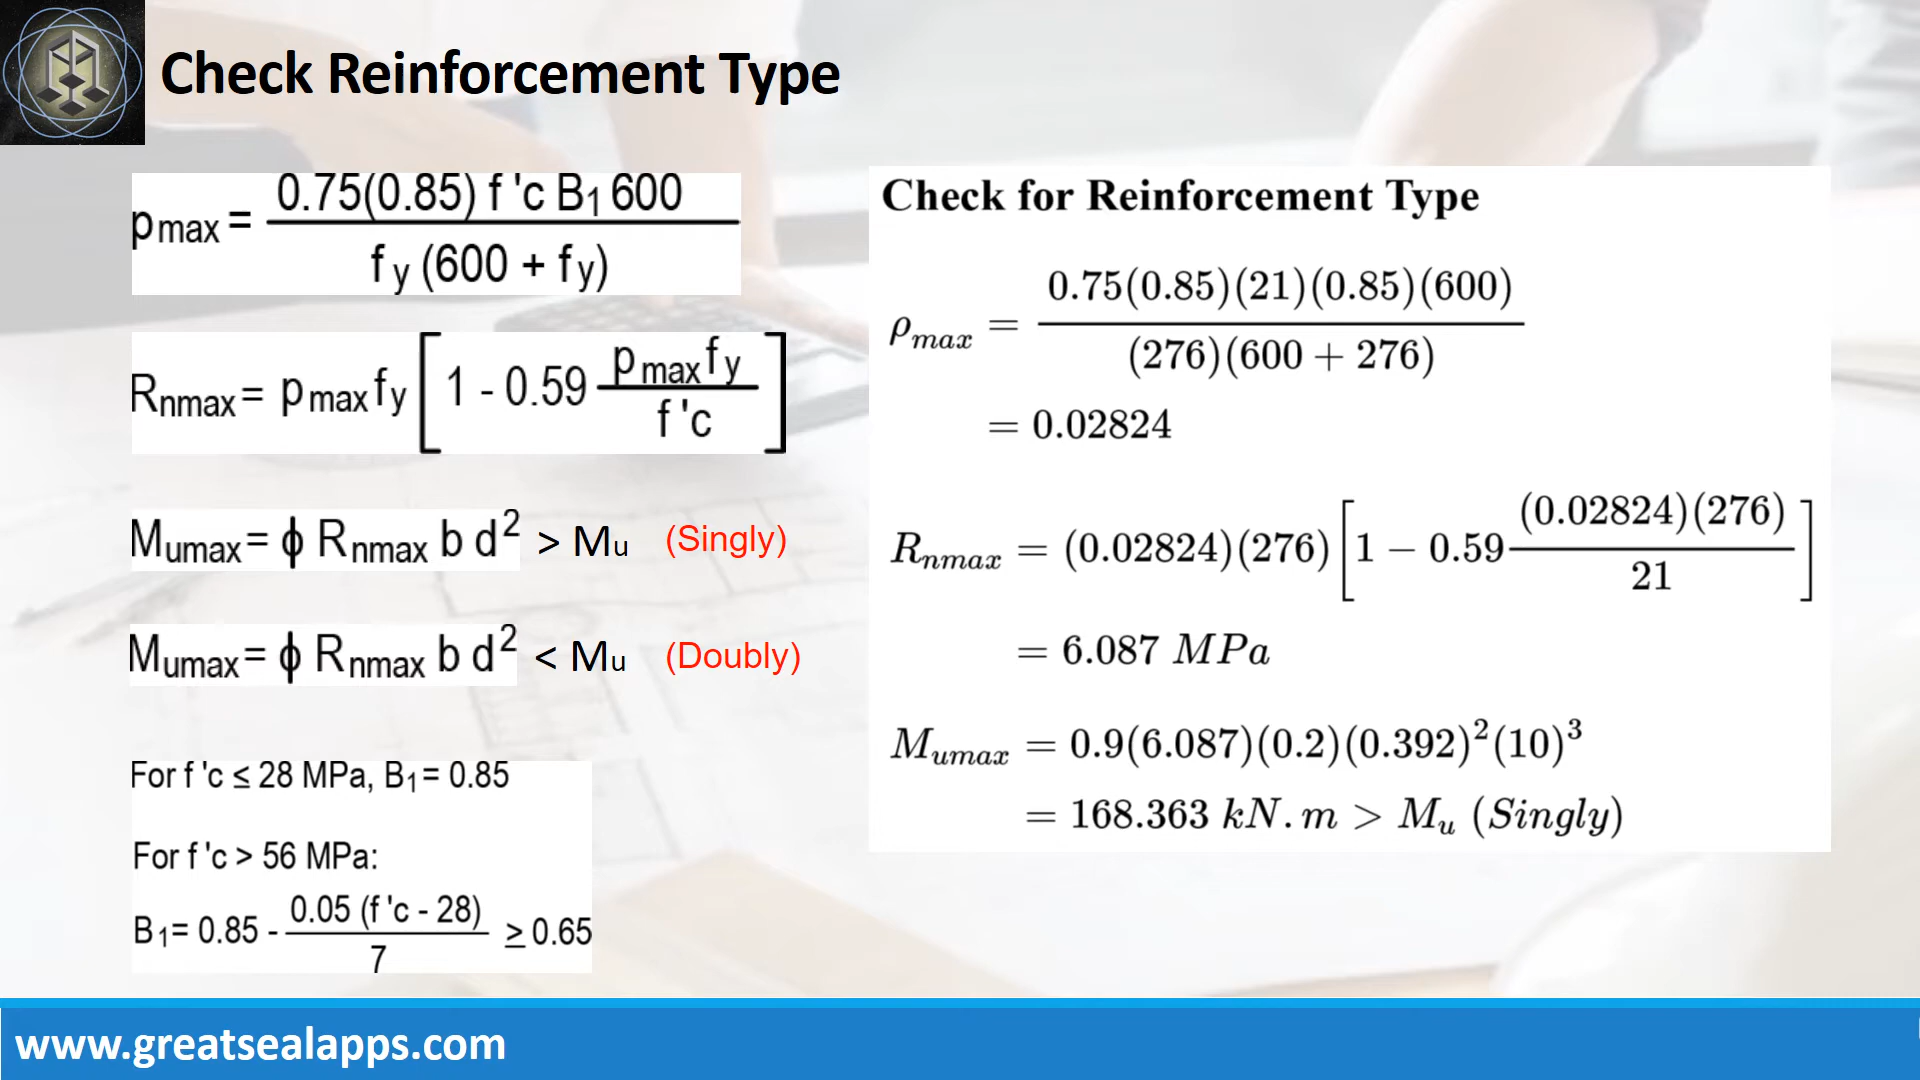 Check Reinforcement Type
pmax = 0.75(0.85) f 'c B1 600 / fy (600 + fy)
Rnmax = pmax fy [ 1 - 0.59 pmax fy / f 'c ]
Mumax = ϕ Rnmax b d² > Mu (Singly)
Mumax = ϕ Rnmax b d² < Mu (Doubly)
For f 'c ≤ 28 MPa, B1 = 0.85
For f 'c > 56 MPa:
B1 = 0.85 - 0.05 (f 'c - 28) / 7 ≥ 0.65
Check for Reinforcement Type
ρmax = 0.75(0.85)(21)(0.85)(600) / (276)(600 + 276)
= 0.02824
Rnmax = (0.02824)(276) [ 1 − 0.59 (0.02824)(276) / 21 ]
= 6.087 MPa
Mumax = 0.9(6.087)(0.2)(0.392)²(10)³
= 168.363 kN.m > Mu (Singly)
www.greatsealapps.com